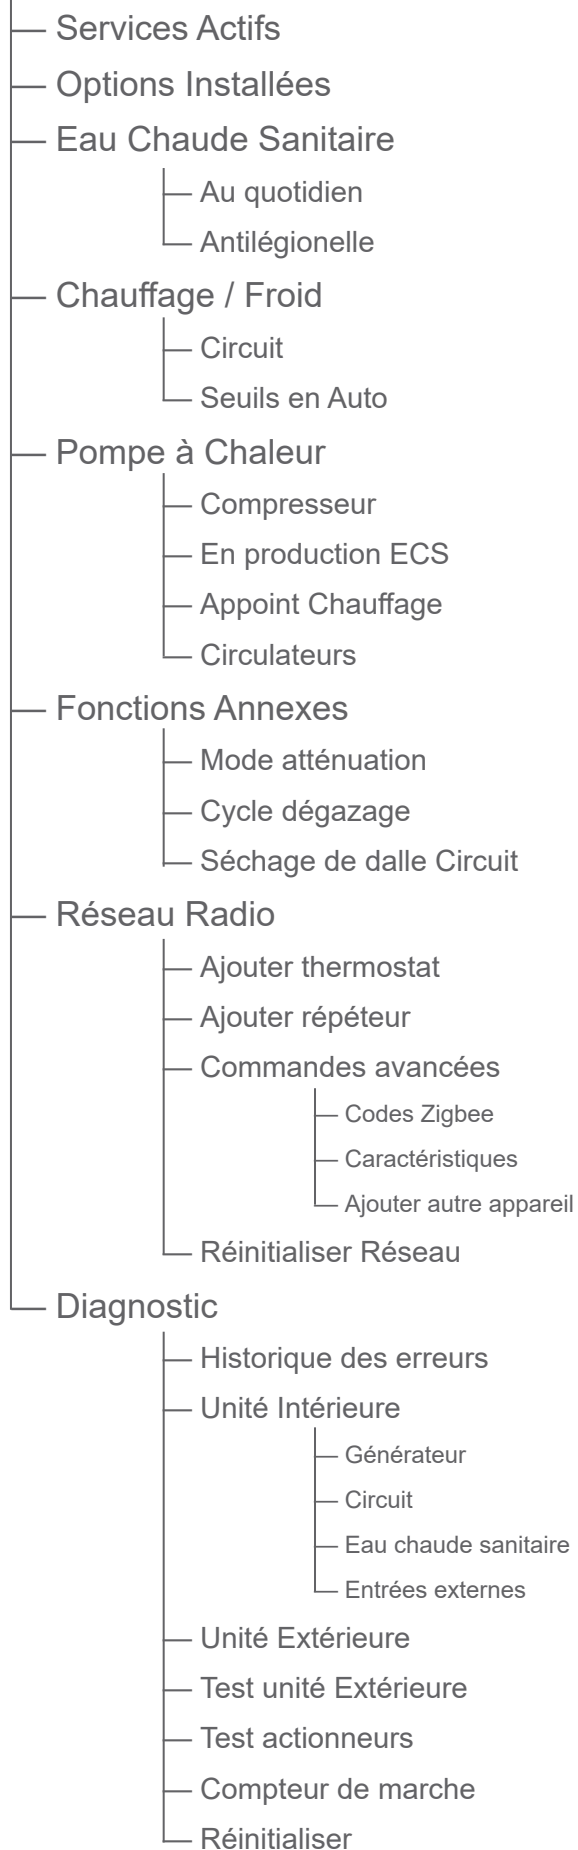 Services Actifs
Options Installées
Eau Chaude Sanitaire
Au quotidien
Antilégionelle
Chauffage / Froid
Circuit
Seuils en Auto
Pompe à Chaleur
Compresseur
En production ECS
Appoint Chauffage
Circulateurs
Fonctions Annexes
Mode atténuation
Cycle dégazage
Séchage de dalle Circuit
Réseau Radio
Ajouter thermostat
Ajouter répéteur
Commandes avancées
Codes Zigbee
Caractéristiques
Ajouter autre appareil
Réinitialiser Réseau
Diagnostic
Historique des erreurs
Unité Intérieure
Générateur
Circuit
Eau chaude sanitaire
Entrées externes
Unité Extérieure
Test unité Extérieure
Test actionneurs
Compteur de marche
Réinitialiser